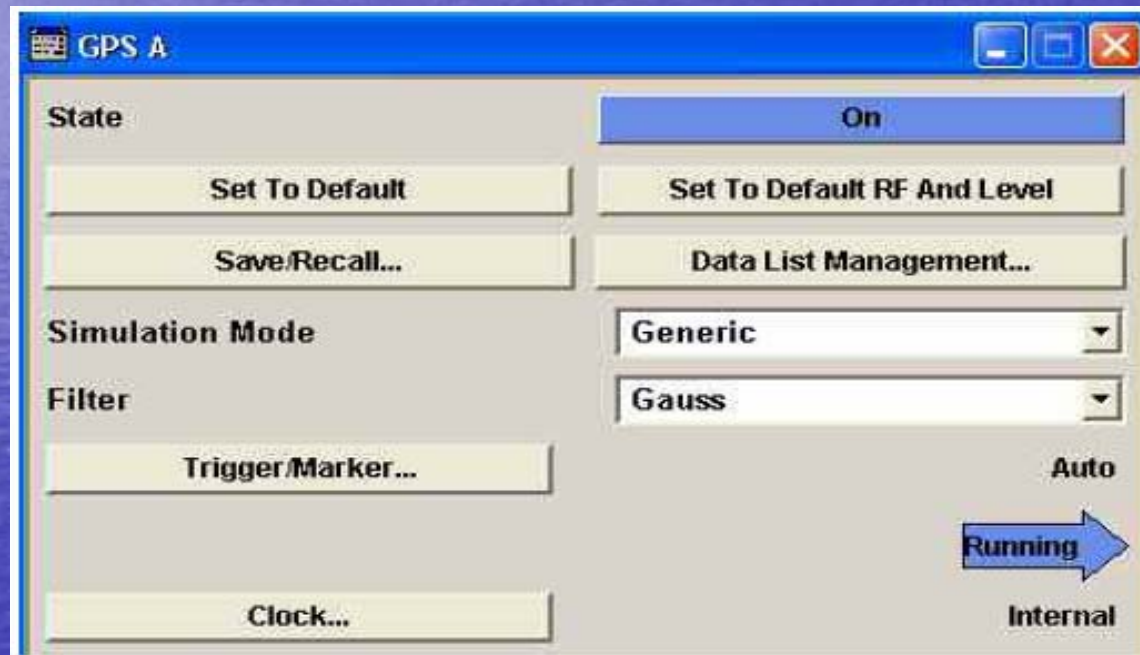 GPS A
State On
Set To Default Set To Default RF And Level
Save/Recall... Data List Management...
Simulation Mode Generic
Filter Gauss
Trigger/Marker... Auto
Running
Clock... Internal